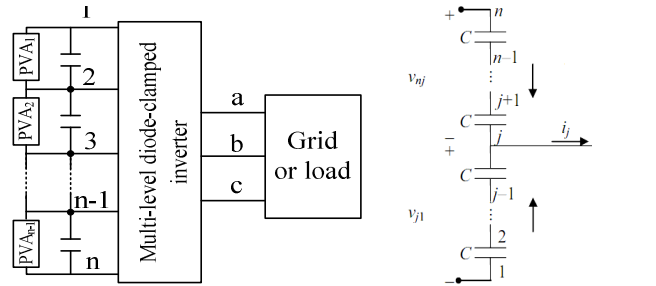 1
PVA1
2
PVA2
3
n-1
PVAn-1
n
Multi-level diode-clamped
inverter
a
b
c
Grid
or load
+
n
C
n–1
vnj
j+1
C
j
ij
−
+
C
j–1
vj1
2
C
1
−